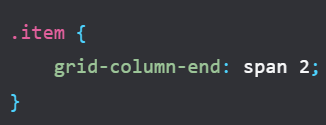 .item {
    grid-column-end: span 2;
}